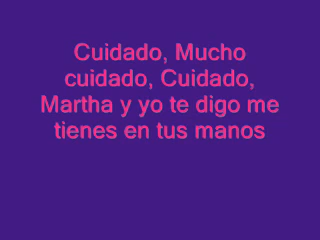 Cuidado, Mucho
cuidado, Cuidado,
Martha y yo te digo me
tienes en tus manos